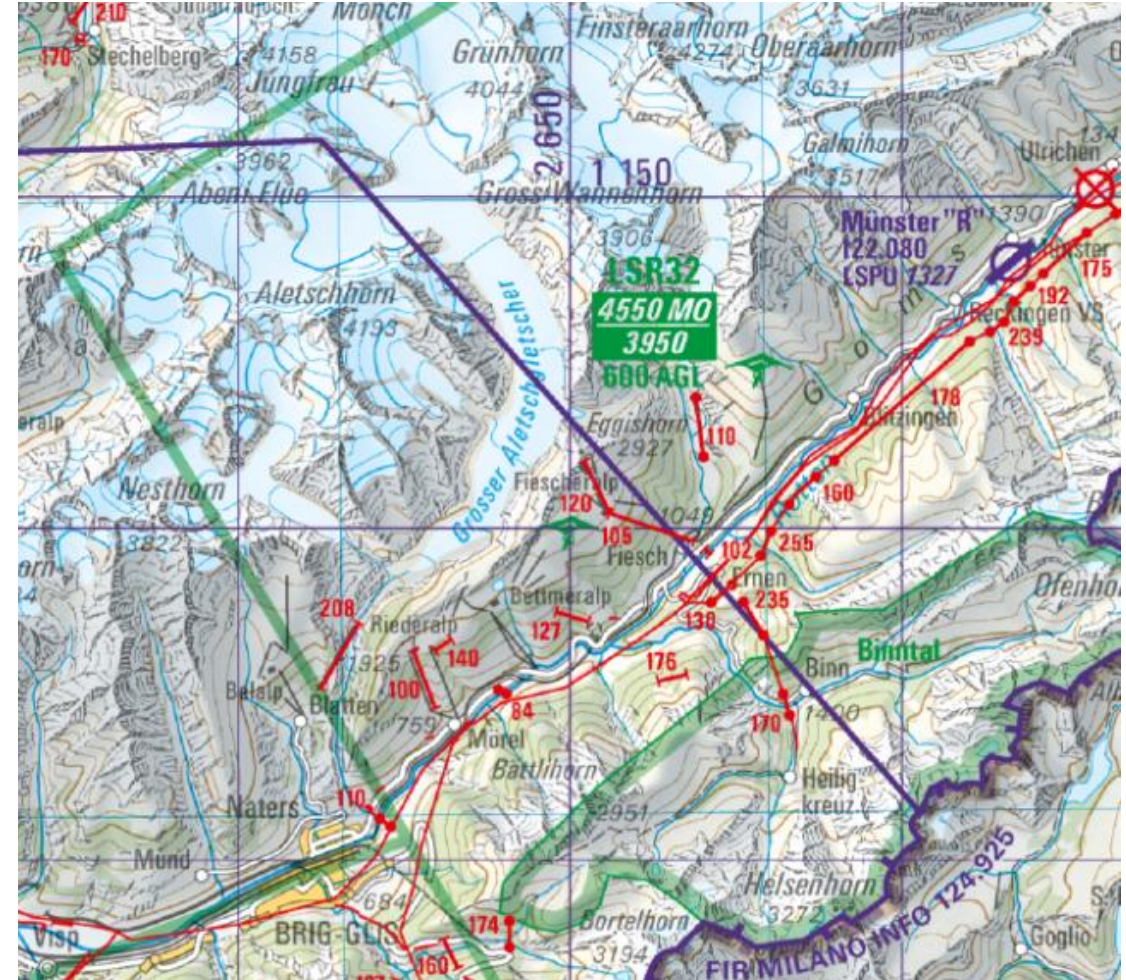 210
170
Stechelberg
4158
Jungfrau
Mönch
Grünhorn
4044
Finsteraarhorn
4274
Oberaarhorn
3631
Galmihorn
3517
Ulrichen
3962
Abeni Flue
2 650
1 150
Gross Wannenhorn
3906
Münster "R"
122.080
LSPU 1327
1390
Münster
175
192
Reckingen VS
239
LSR32
4550 MO
3950
600 AGL
Aletschhorn
4193
Grosser Aletschgletscher
G o m s
178
Blitzingen
Eggishorn
2927
110
Nesthorn
3822
Fiescheralp
120
105
1049
Fiesch
102
160
255
Ernen
235
130
Ofenho
208
Riederalp
1925
140
100
Bettmeralp
127
176
Binntal
Binn
1400
170
Belalp
Blatten
759
Mörel
84
Bättlihorn
2951
Heilig-
kreuz
Naters
110
Mund
684
Visp
BRIG-GLIS
174
160
Bortelhorn
3194
Helsenhorn
3272
FIR MILANO INFO 124.925
Goglio